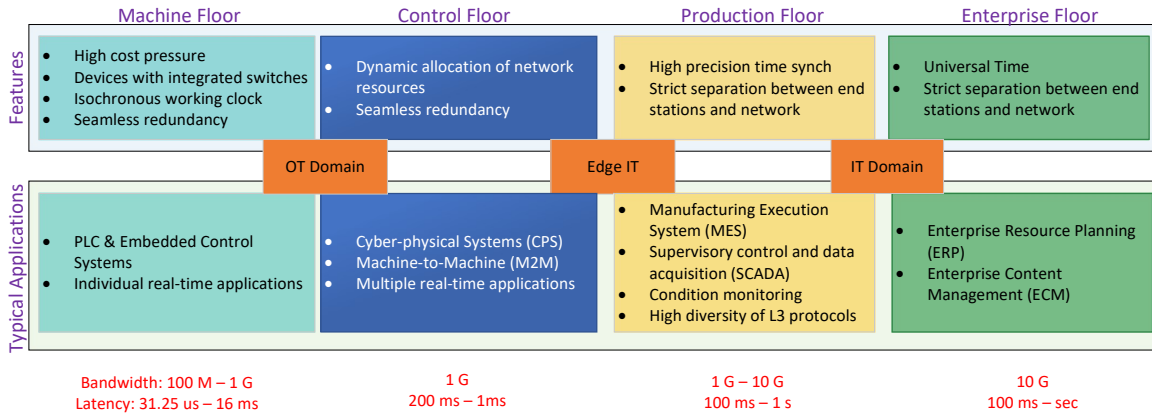 Machine Floor
Control Floor
Production Floor
Enterprise Floor
Features
• High cost pressure
• Devices with integrated switches
• Isochronous working clock
• Seamless redundancy
• Dynamic allocation of network
resources
• Seamless redundancy
• High precision time synch
• Strict separation between end
stations and network
• Universal Time
• Strict separation between end
stations and network
OT Domain
Edge IT
IT Domain
Typical Applications
• PLC & Embedded Control
Systems
• Individual real-time applications
• Cyber-physical Systems (CPS)
• Machine-to-Machine (M2M)
• Multiple real-time applications
• Manufacturing Execution
System (MES)
• Supervisory control and data
acquisition (SCADA)
• Condition monitoring
• High diversity of L3 protocols
• Enterprise Resource Planning
(ERP)
• Enterprise Content
Management (ECM)
Bandwidth: 100 M – 1 G
Latency: 31.25 us – 16 ms
1 G
200 ms – 1ms
1 G – 10 G
100 ms – 1 s
10 G
100 ms – sec